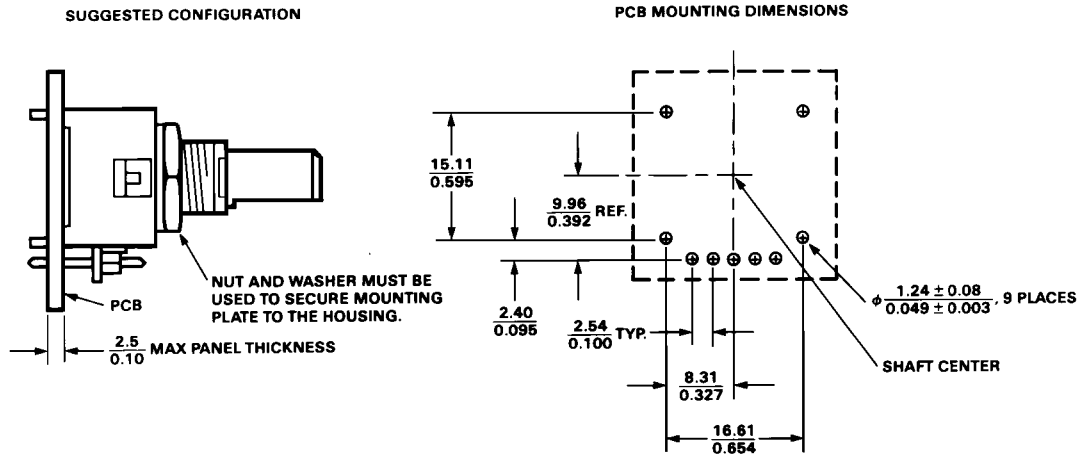 SUGGESTED CONFIGURATION
NUT AND WASHER MUST BE
USED TO SECURE MOUNTING
PLATE TO THE HOUSING.
PCB
2.5
0.10
MAX PANEL THICKNESS
PCB MOUNTING DIMENSIONS
15.11
0.595
9.96
0.392
REF.
2.40
0.095
2.54
0.100
TYP.
8.31
0.327
16.61
0.654
ϕ 1.24 ± 0.08
0.049 ± 0.003
, 9 PLACES
SHAFT CENTER